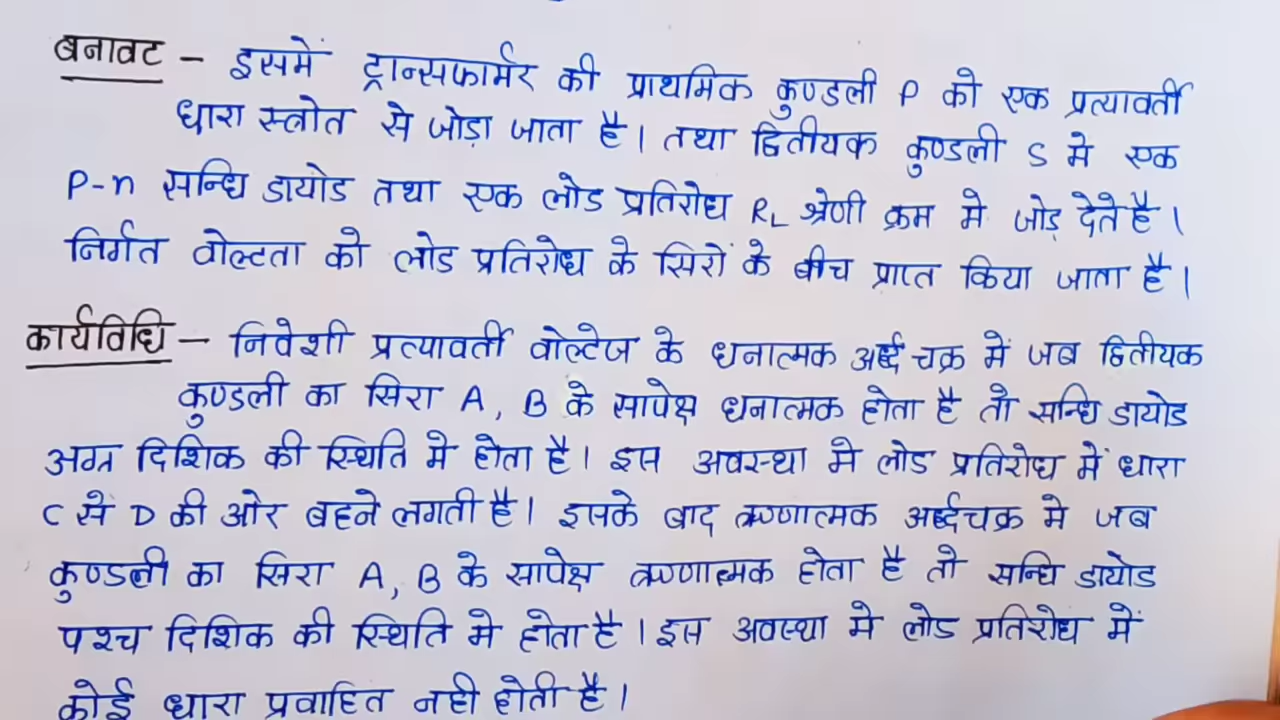 बनावट - इसमें ट्रान्सफार्मर की प्राथमिक कुण्डली P को एक प्रत्यावर्ती
धारा स्त्रोत से जोड़ा जाता है। तथा द्वितीयक कुण्डली S मे एक
P-n सन्धि डायोड तथा एक लोड प्रतिरोध RL श्रेणी क्रम मे जोड़ देते है।
निर्गत वोल्टता को लोड प्रतिरोध के सिरों के बीच प्राप्त किया जाता है।
कार्यविधि - निवेशी प्रत्यावर्ती वोल्टेज के धनात्मक अर्द्ध चक्र में जब द्वितीयक
कुण्डली का सिरा A, B के सापेक्ष धनात्मक होता है तो सन्धि डायोड
अग्र दिशिक की स्थिति मे होता है। इस अवस्था मे लोड प्रतिरोध में धारा
C सें D की ओर बहने लगती है। इसके बाद ऋणात्मक अर्द्धचक्र मे जब
कुण्डली का सिरा A, B के सापेक्ष ऋणात्मक होता है तो सन्धि डायोड
पश्च दिशिक की स्थिति मे होता है। इस अवस्था मे लोड प्रतिरोध में
कोई धारा प्रवाहित नही होती है।